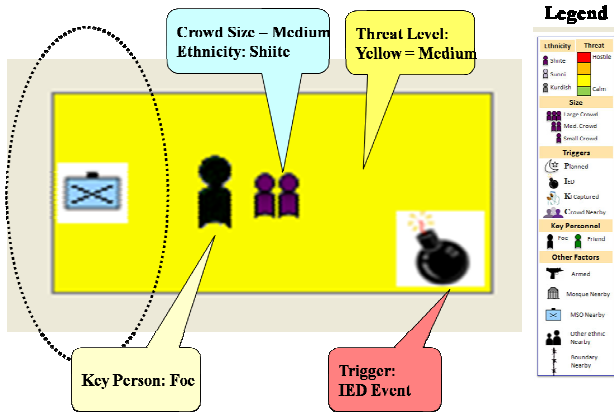 Crowd Size – Medium
Ethnicity: Shiite
Threat Level:
Yellow = Medium
Key Person: Foe
Trigger:
IED Event
Legend
Ethnicity
Threat
Shiite
Sunni
Kurdish
Hostile
Calm
Size
Large Crowd
Med. Crowd
Small Crowd
Triggers
Planned
IED
KI Captured
Crowd Nearby
Key Personnel
Foe
Friend
Other Factors
Armed
Mosque Nearby
MSO Nearby
Other ethnic
Nearby
Boundary
Nearby